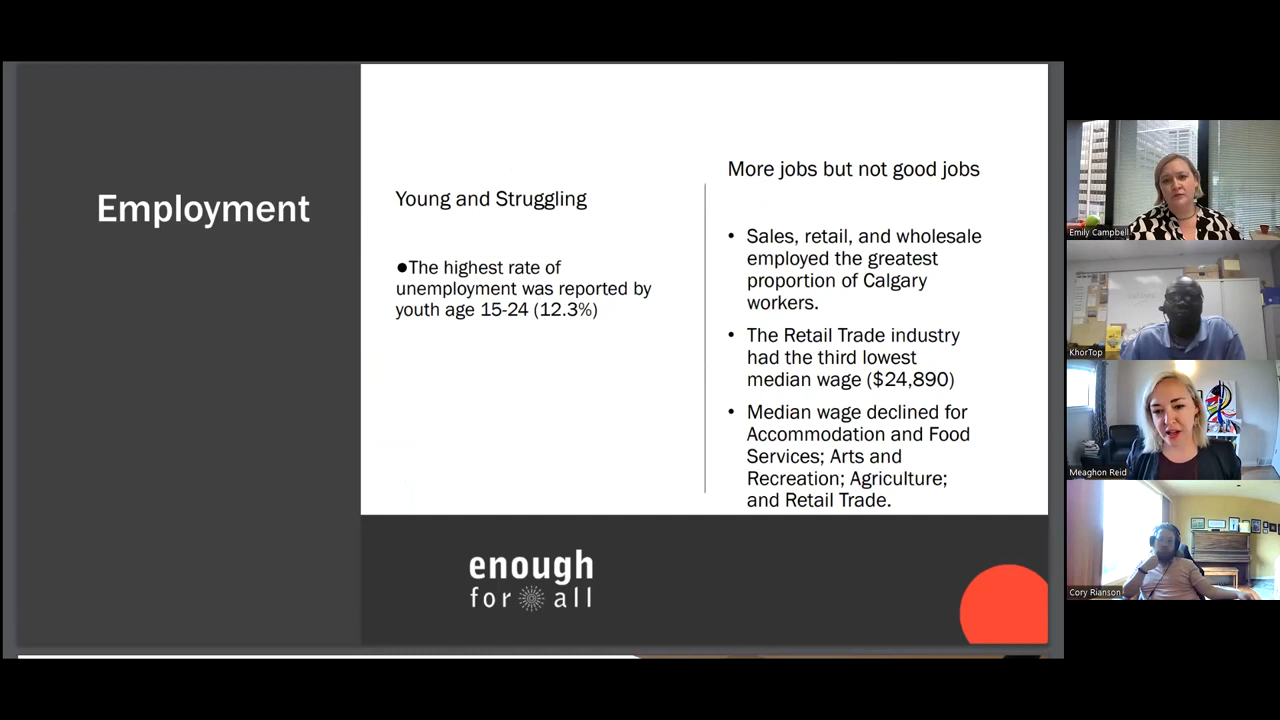 Employment
Young and Struggling
●The highest rate of
unemployment was reported by
youth age 15-24 (12.3%)
More jobs but not good jobs
• Sales, retail, and wholesale
employed the greatest
proportion of Calgary
workers.
• The Retail Trade industry
had the third lowest
median wage ($24,890)
• Median wage declined for
Accommodation and Food
Services; Arts and
Recreation; Agriculture;
and Retail Trade.
enough
for all
Emily Campbell
KhorTop
Meaghon Reid
Cory Rianson